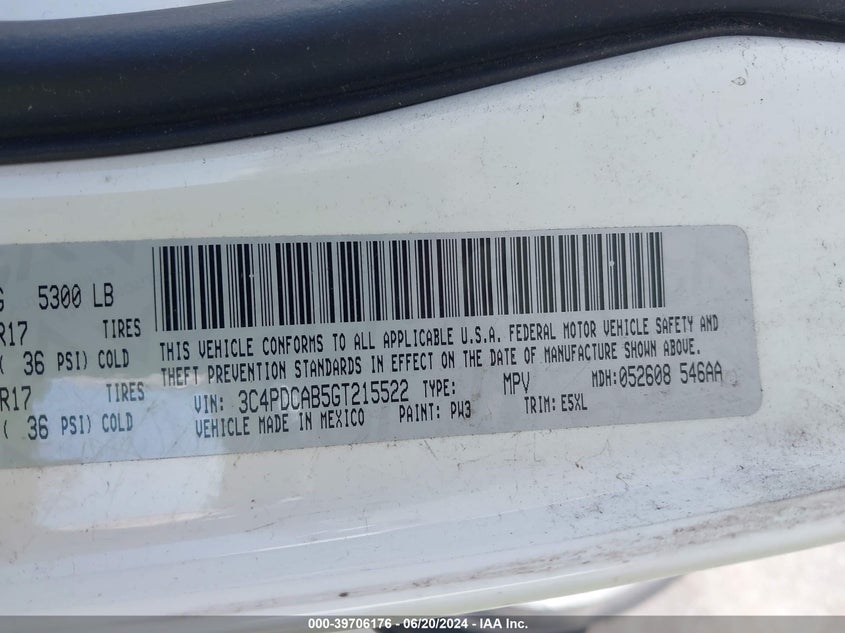 G 5300 LB
R17 TIRES
( 36 PSI) COLD
R17 TIRES
( 36 PSI) COLD
THIS VEHICLE CONFORMS TO ALL APPLICABLE U.S.A. FEDERAL MOTOR VEHICLE SAFETY AND
THEFT PREVENTION STANDARDS IN EFFECT ON THE DATE OF MANUFACTURE SHOWN ABOVE.
VIN: 3C4PDCAB5GT215522 TYPE: MPV MDH:052608 546AA
VEHICLE MADE IN MEXICO PAINT: PW3 TRIM: E5XL
000-39706176 - 06/20/2024 - IAA Inc.